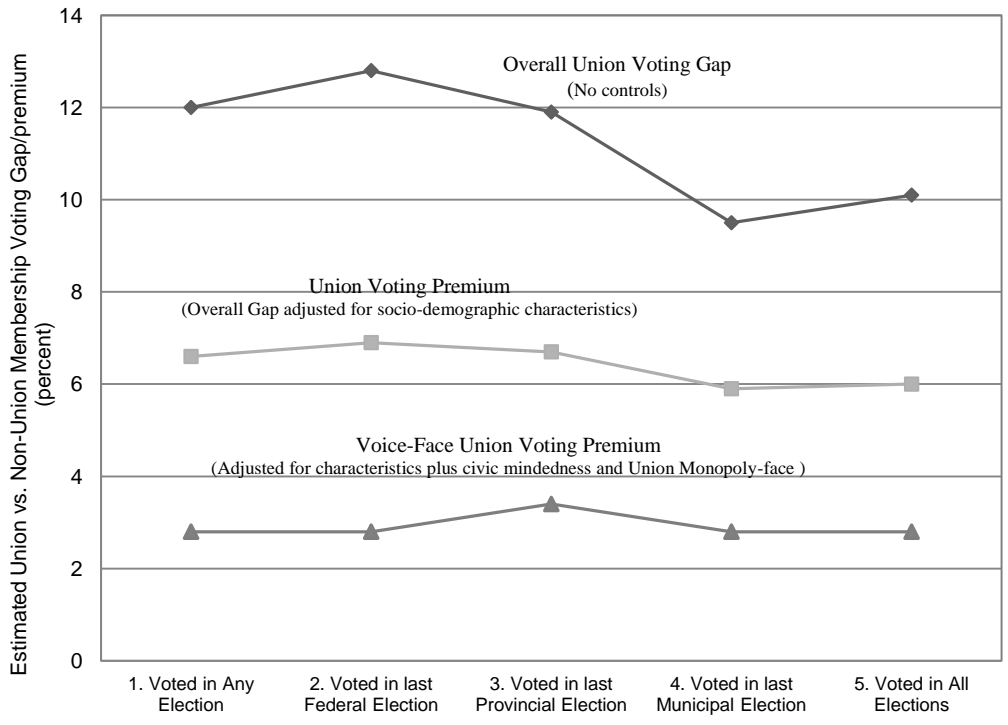 Estimated Union vs. Non-Union Membership Voting Gap/premium
(percent)
14
12
10
8
6
4
2
0
Overall Union Voting Gap
(No controls)
Union Voting Premium
(Overall Gap adjusted for socio-demographic characteristics)
Voice-Face Union Voting Premium
(Adjusted for characteristics plus civic mindedness and Union Monopoly-face )
1. Voted in Any
Election
2. Voted in last
Federal Election
3. Voted in last
Provincial Election
4. Voted in last
Municipal Election
5. Voted in All
Elections